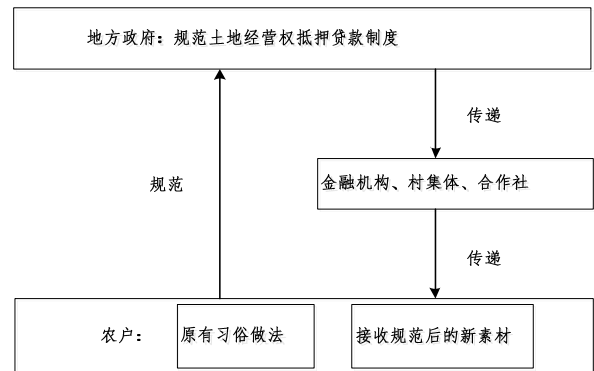 地方政府：规范土地经营权抵押贷款制度
传递
金融机构、村集体、合作社
规范
传递
农户：
原有习俗做法
接收规范后的新素材